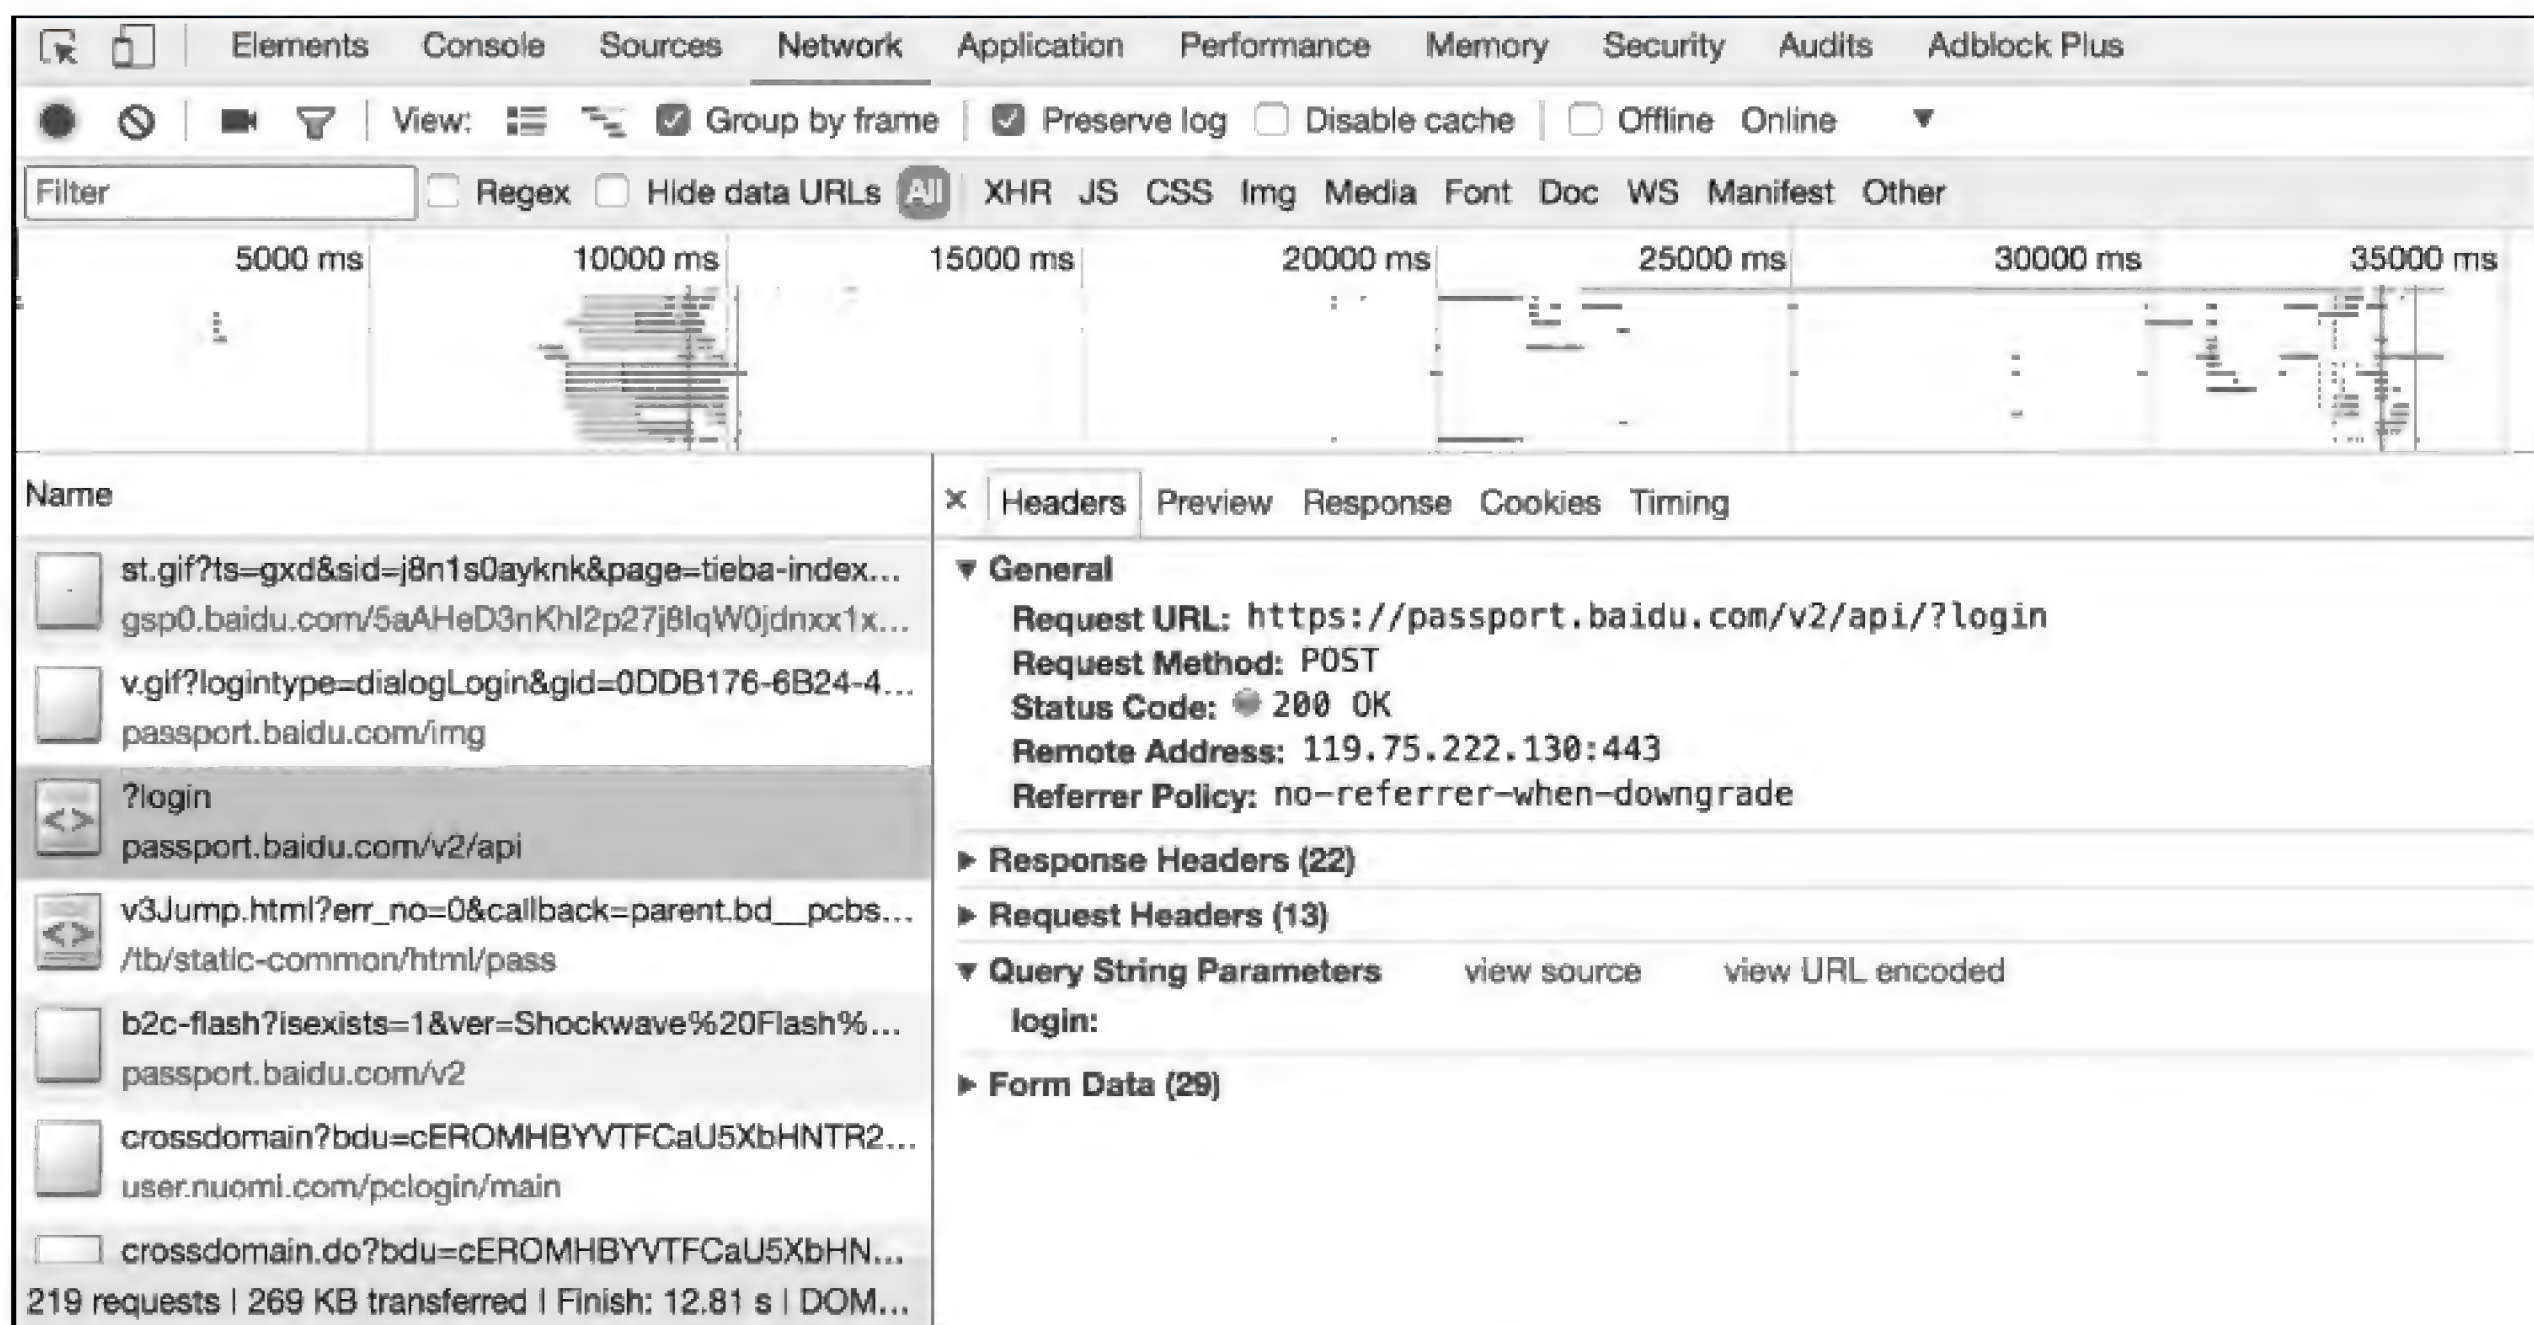 Elements Console Sources Network Application Performance Memory Security Audits Adblock Plus
View: Group by frame Preserve log Disable cache Offline Online
Filter Regex Hide data URLs All XHR JS CSS Img Media Font Doc WS Manifest Other
5000 ms 10000 ms 15000 ms 20000 ms 25000 ms 30000 ms 35000 ms
Name
× Headers Preview Response Cookies Timing
st.gif?ts=gxd&sid=j8n1s0ayknk&page=tieba-index...
gsp0.baidu.com/5aAHeD3nKhI2p27j8IqW0jdnxx1x...
v.gif?logintype=dialogLogin&gid=0DDB176-6B24-4...
passport.baidu.com/img
?login
passport.baidu.com/v2/api
v3Jump.html?err_no=0&callback=parent.bd__pcbs...
/tb/static-common/html/pass
b2c-flash?isexists=1&ver=Shockwave%20Flash%...
passport.baidu.com/v2
crossdomain?bdu=cEROMHBYVTFCaU5XbHNTR2...
user.nuomi.com/pclogin/main
crossdomain.do?bdu=cEROMHBYVTFCaU5XbHN...
219 requests | 269 KB transferred | Finish: 12.81 s | DOM...
General
Request URL: https://passport.baidu.com/v2/api/?login
Request Method: POST
Status Code: 200 OK
Remote Address: 119.75.222.130:443
Referrer Policy: no-referrer-when-downgrade
Response Headers (22)
Request Headers (13)
Query String Parameters view source view URL encoded
login:
Form Data (29)